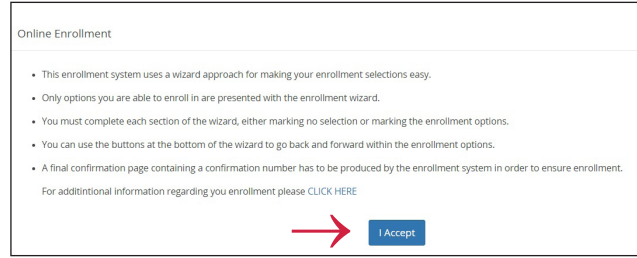 Online Enrollment
• This enrollment system uses a wizard approach for making your enrollment selections easy.
• Only options you are able to enroll in are presented with the enrollment wizard.
• You must complete each section of the wizard, either marking no selection or marking the enrollment options.
• You can use the buttons at the bottom of the wizard to go back and forward within the enrollment options.
• A final confirmation page containing a confirmation number has to be produced by the enrollment system in order to ensure enrollment.
For additintional information regarding you enrollment please CLICK HERE
I Accept